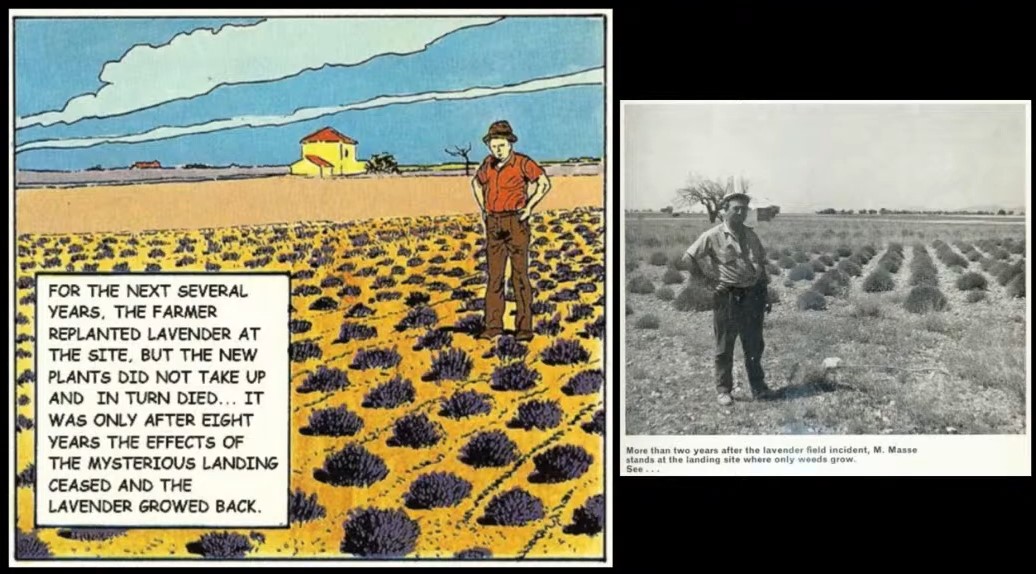 FOR THE NEXT SEVERAL
YEARS, THE FARMER
REPLANTED LAVENDER AT
THE SITE, BUT THE NEW
PLANTS DID NOT TAKE UP
AND IN TURN DIED... IT
WAS ONLY AFTER EIGHT
YEARS THE EFFECTS OF
THE MYSTERIOUS LANDING
CEASED AND THE
LAVENDER GROWED BACK.
More than two years after the lavender field incident, M. Masse
stands at the landing site where only weeds grow.
See . . .